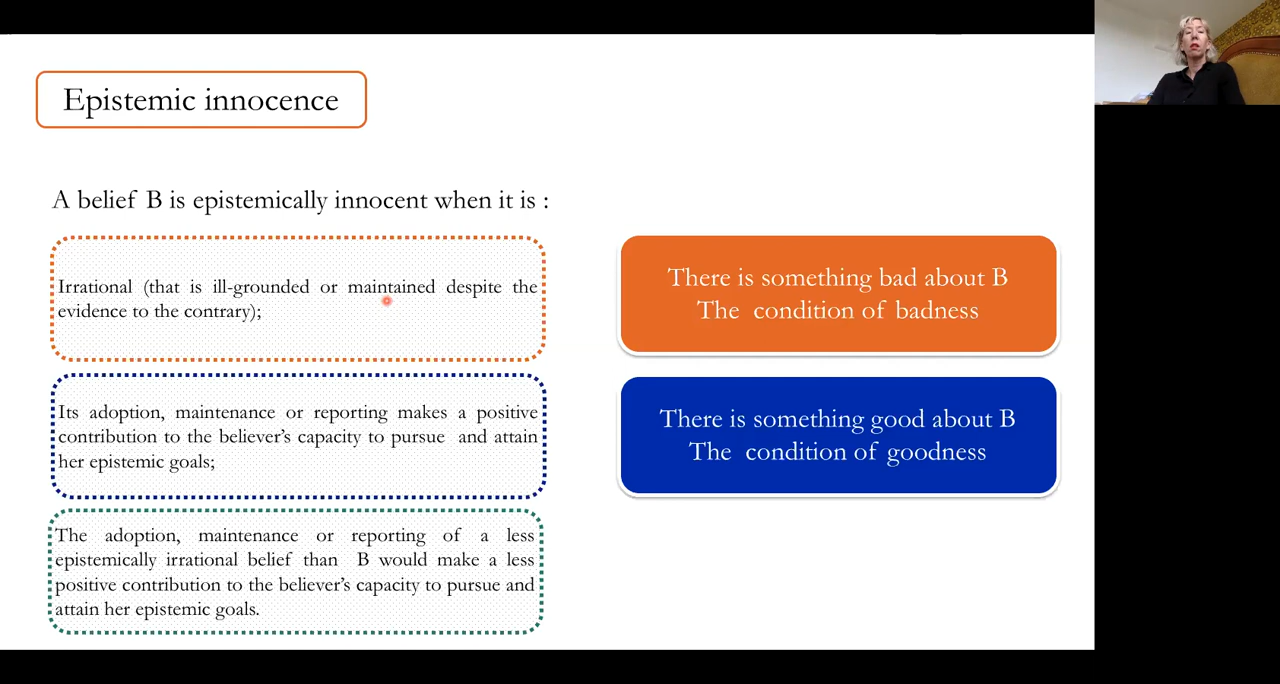 Epistemic innocence
A belief B is epistemically innocent when it is :
Irrational (that is ill-grounded or maintained despite the
evidence to the contrary);
There is something bad about B
The condition of badness
Its adoption, maintenance or reporting makes a positive
contribution to the believer's capacity to pursue and attain
her epistemic goals;
There is something good about B
The condition of goodness
The adoption, maintenance or reporting of a less
epistemically irrational belief than B would make a less
positive contribution to the believer's capacity to pursue and
attain her epistemic goals.